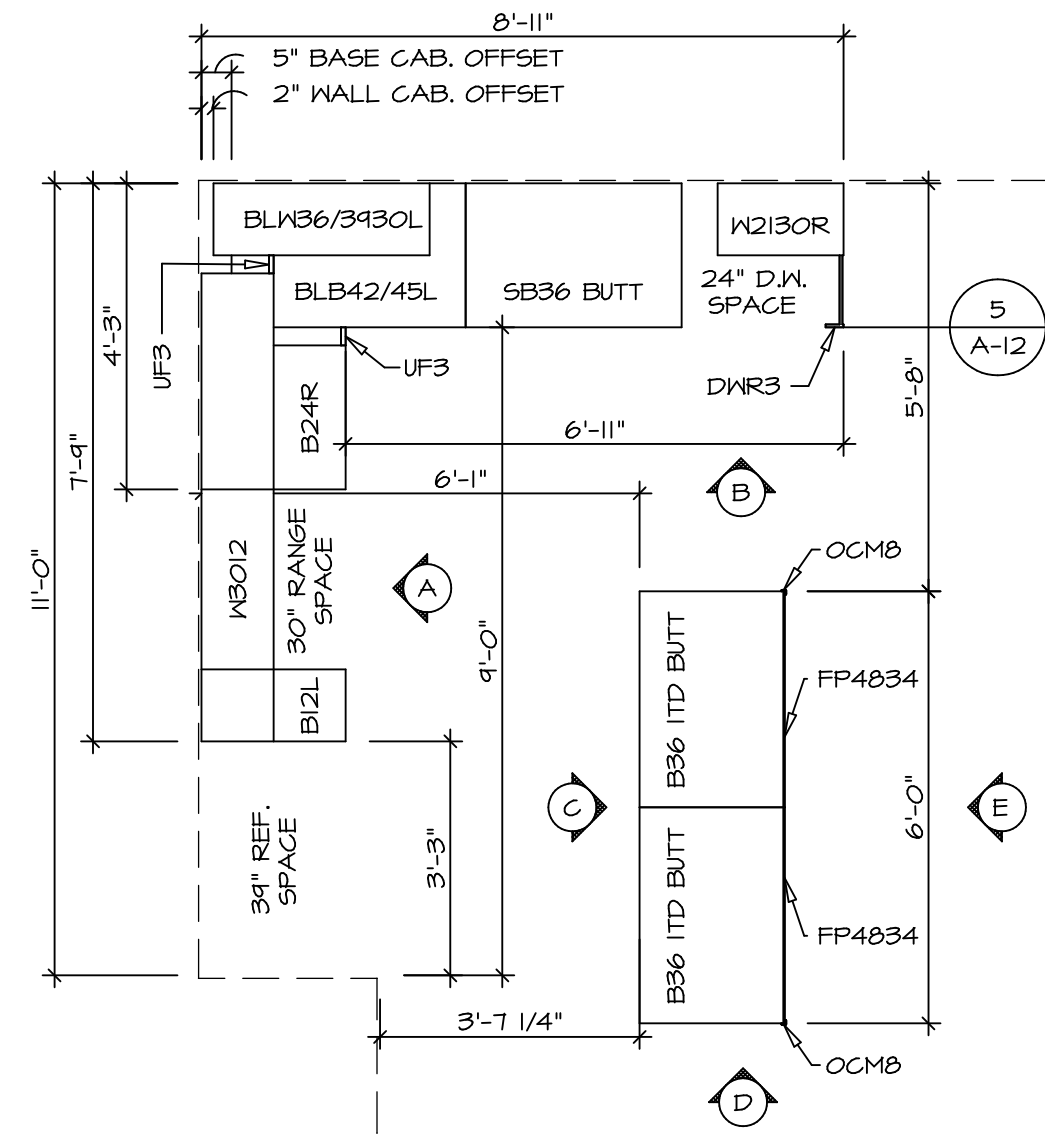 8'-11"
5" BASE CAB. OFFSET
2" WALL CAB. OFFSET
BLW36/3930L
W2130R
UF3
BLB42/45L
SB36 BUTT
24" D.W.
SPACE
5
A-12
4'-3"
UF3
B24R
DWR3
5'-8"
7'-9"
6'-11"
6'-1"
B
11'-0"
W3012
30" RANGE
SPACE
A
OCM8
9'-0"
B12L
B36 1TD BUTT
FP4834
39" REF.
SPACE
3'-3"
C
6'-0"
E
B36 1TD BUTT
FP4834
3'-7 1/4"
OCM8
D